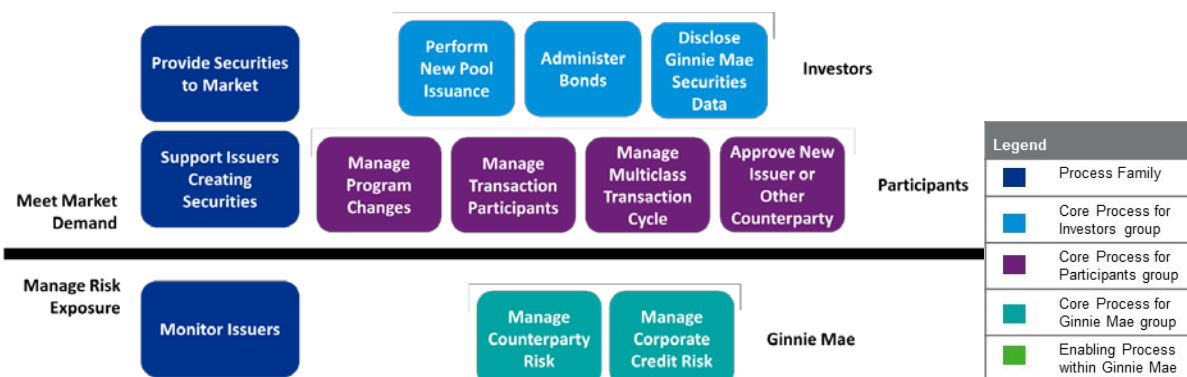 Provide Securities
to Market
Perform
New Pool
Issuance
Administer
Bonds
Disclose
Ginnie Mae
Securities
Data
Investors
Meet Market
Demand
Support Issuers
Creating
Securities
Manage
Program
Changes
Manage
Transaction
Participants
Manage
Multiclass
Transaction
Cycle
Approve New
Issuer or
Other
Counterparty
Participants
Manage Risk
Exposure
Monitor Issuers
Manage
Counterparty
Risk
Manage
Corporate
Credit Risk
Ginnie Mae
Legend
Process Family
Core Process for
Investors group
Core Process for
Participants group
Core Process for
Ginnie Mae group
Enabling Process
within Ginnie Mae